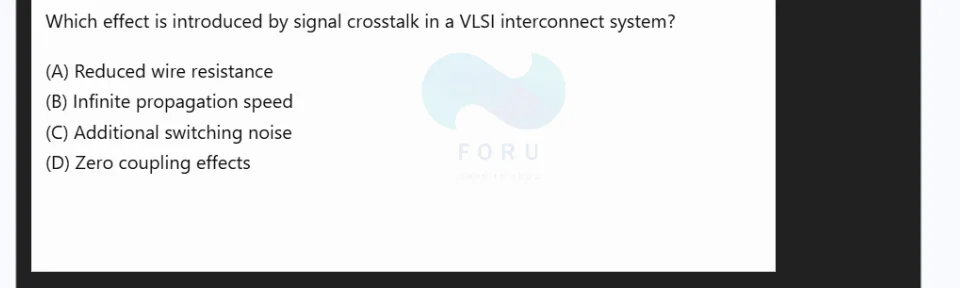 Which effect is introduced by signal crosstalk in a VLSI interconnect system?
(A) Reduced wire resistance
(B) Infinite propagation speed
(C) Additional switching noise
(D) Zero coupling effects
FORU